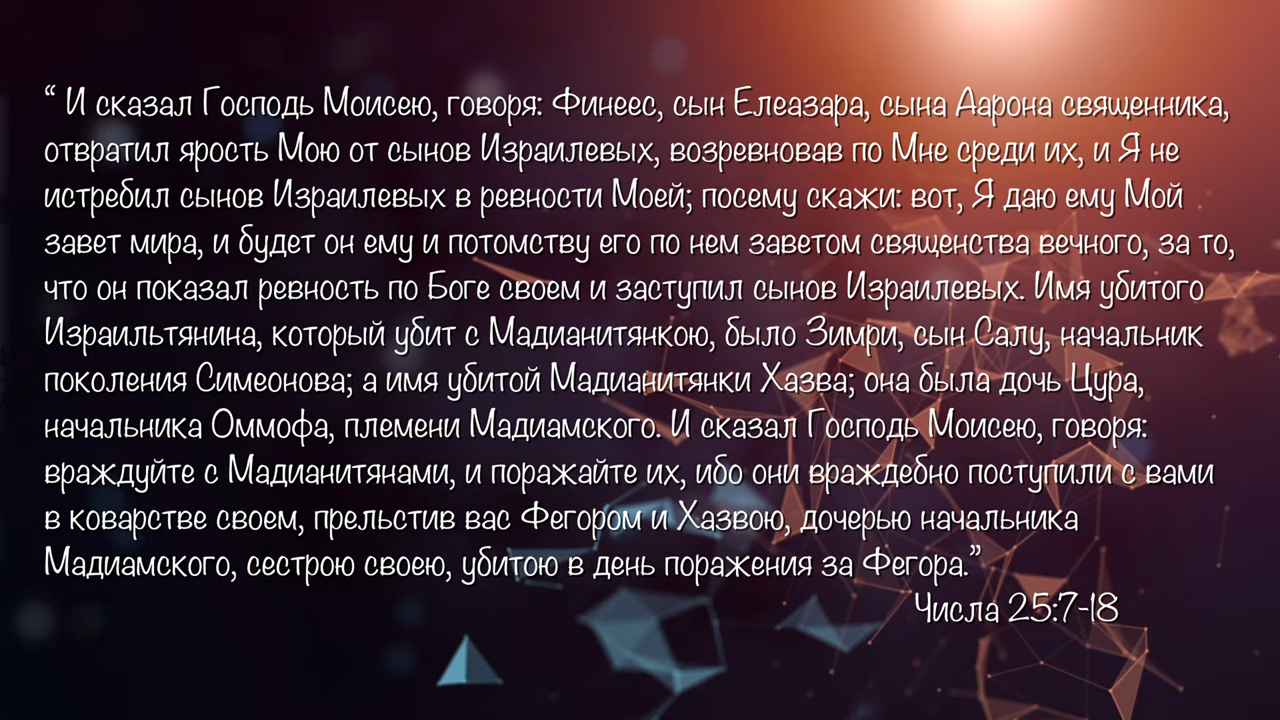 “ И сказал Господь Моисею, говоря: Финеес, сын Елеазара, сына Аарона священника,
отвратил ярость Мою от сынов Израилевых, возревновав по Мне среди их, и Я не
истребил сынов Израилевых в ревности Моей; посему скажи: вот, Я даю ему Мой
завет мира, и будет он ему и потомству его по нем заветом священства вечного, за то,
что он показал ревность по Боге своем и заступил сынов Израилевых. Имя убитого
Израильтянина, который убит с Мадианитянкою, было Зимри, сын Салу, начальник
поколения Симеонова; а имя убитой Мадианитянки Хазва; она была дочь Цура,
начальника Оммофа, племени Мадиамского. И сказал Господь Моисею, говоря:
враждуйте с Мадианитянами, и поражайте их, ибо они враждебно поступили с вами
в коварстве своем, прельстив вас Фегором и Хазвою, дочерью начальника
Мадиамского, сестрою своею, убитою в день поражения за Фегора.”
Числа 25:7-18